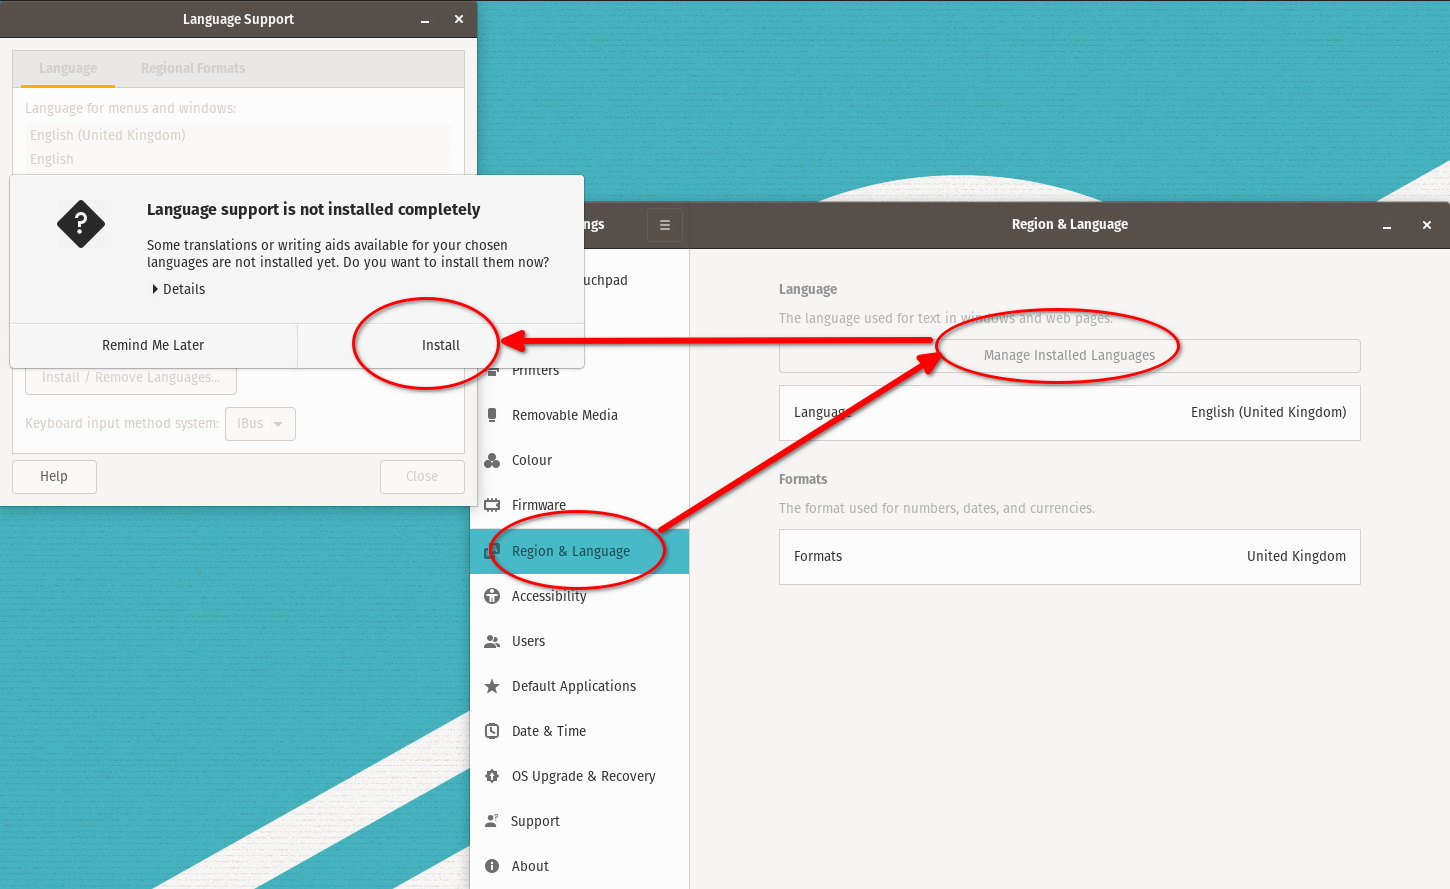 Language Support
Language
Regional Formats
Language for menus and windows:
English (United Kingdom)
English
?
Language support is not installed completely
Some translations or writing aids available for your chosen
languages are not installed yet. Do you want to install them now?
Details
Remind Me Later
Install
Install / Remove Languages...
Keyboard input method system:
IBus
Help
Close
ngs
uchpad
Printers
Removable Media
Colour
Firmware
Region & Language
Accessibility
Users
Default Applications
Date & Time
OS Upgrade & Recovery
Support
About
Region & Language
Language
The language used for text in windows and web pages.
Manage Installed Languages
Language
English (United Kingdom)
Formats
The format used for numbers, dates, and currencies.
Formats
United Kingdom